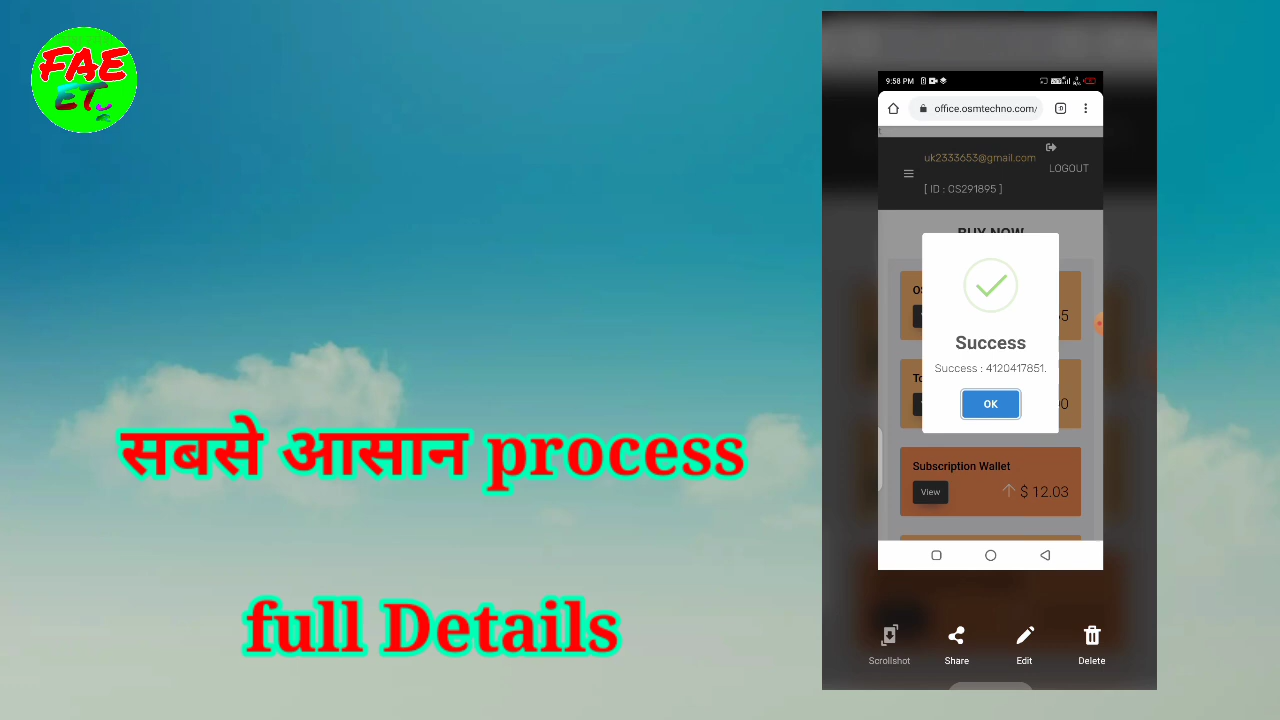 FAE
ET
सबसे आसान process
full Details
9:58 PM
office.osmtechno.com/
uk2333653@gmail.com
LOGOUT
[ ID : OS291895 ]
BUY NOW
Success
Success : 4120417851.
OK
Subscription Wallet
View
$ 12.03
Scrollshot
Share
Edit
Delete